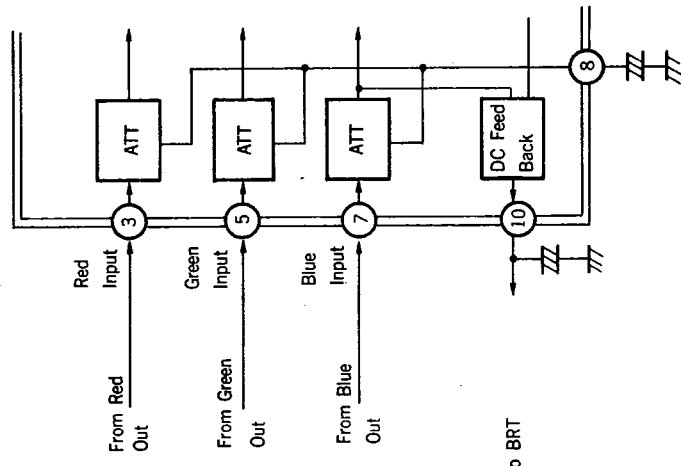 ATT
ATT
ATT
DC Feed
Back
3
5
7
10
8
Red
Input
Green
Input
Blue
Input
From Red
Out
From Green
Out
From Blue
Out
BRT